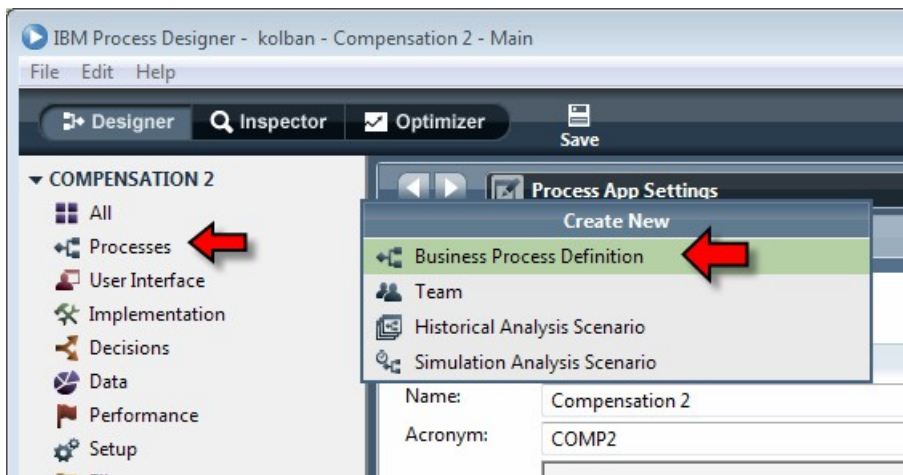 IBM Process Designer - kolban - Compensation 2 - Main
File Edit Help
Designer Inspector Optimizer Save
COMPENSATION 2
All
Processes
User Interface
Implementation
Decisions
Data
Performance
Setup
Process App Settings
Create New
Business Process Definition
Team
Historical Analysis Scenario
Simulation Analysis Scenario
Name: Compensation 2
Acronym: COMP2